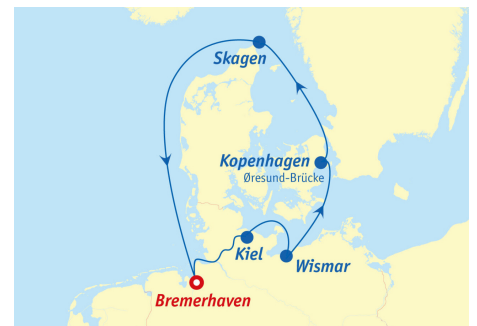 Skagen
Kopenhagen
Øresund-Brücke
Kiel
Wismar
Bremerhaven